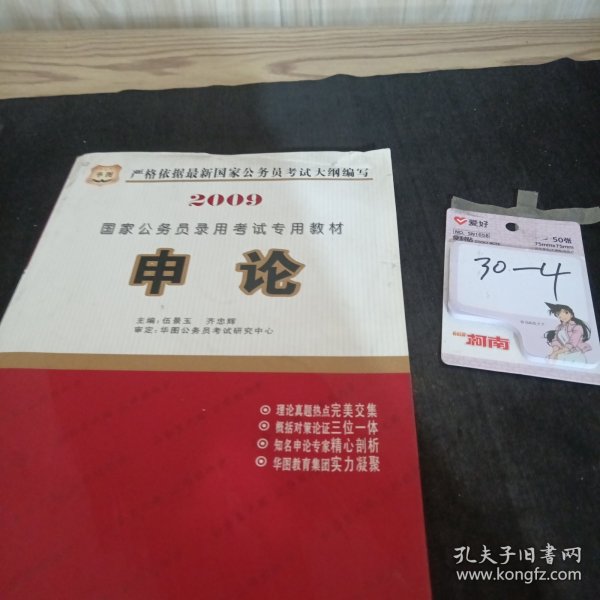 华图
严格依据最新国家公务员考试大纲编写
2009
国家公务员录用考试专用教材
申论
主编：伍景玉 齐忠辉
审定：华图公务员考试研究中心
理论真题热点完美交集
概括对策论证三位一体
知名申论专家精心剖析
华图教育集团实力凝聚
爱好
50张
75mmx75mm
30-4
柯南
孔夫子旧书网
www.kongfz.com